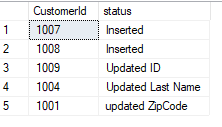 CustomerId status
1 1007 Inserted
2 1008 Inserted
3 1009 Updated ID
4 1004 Updated Last Name
5 1001 updated ZipCode